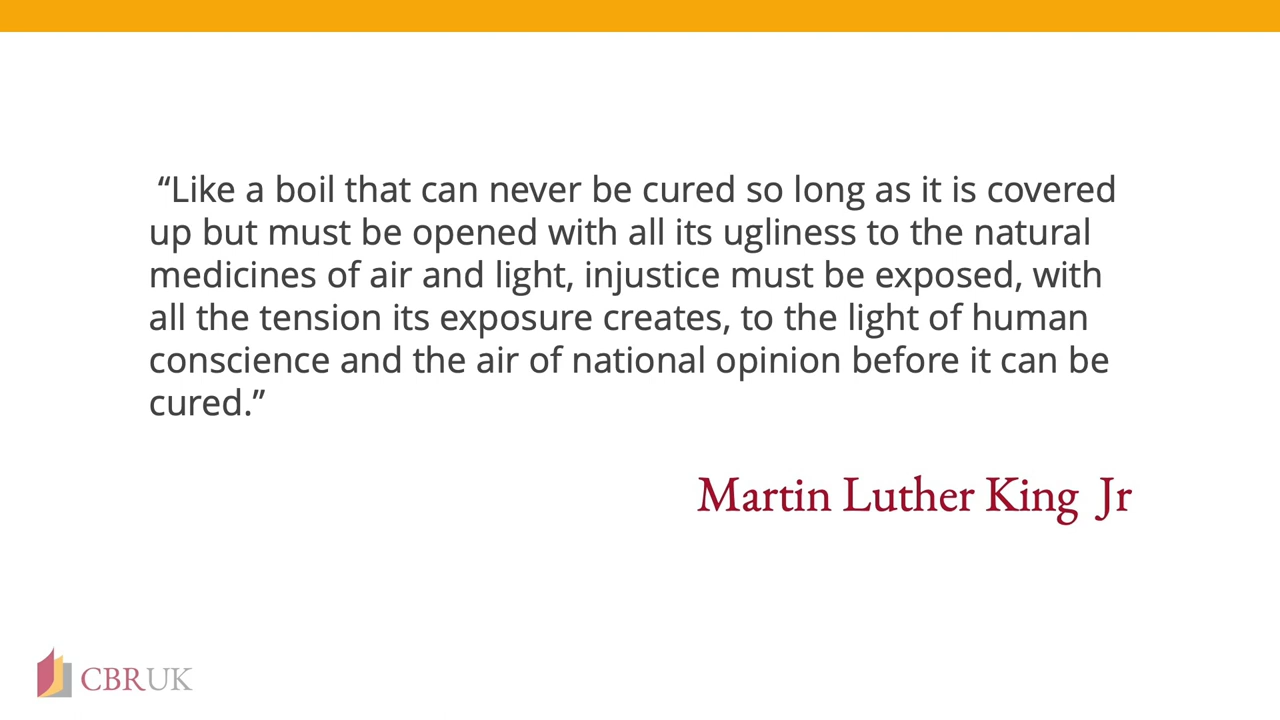 “Like a boil that can never be cured so long as it is covered
up but must be opened with all its ugliness to the natural
medicines of air and light, injustice must be exposed, with
all the tension its exposure creates, to the light of human
conscience and the air of national opinion before it can be
cured.”
Martin Luther King Jr
CBRUK